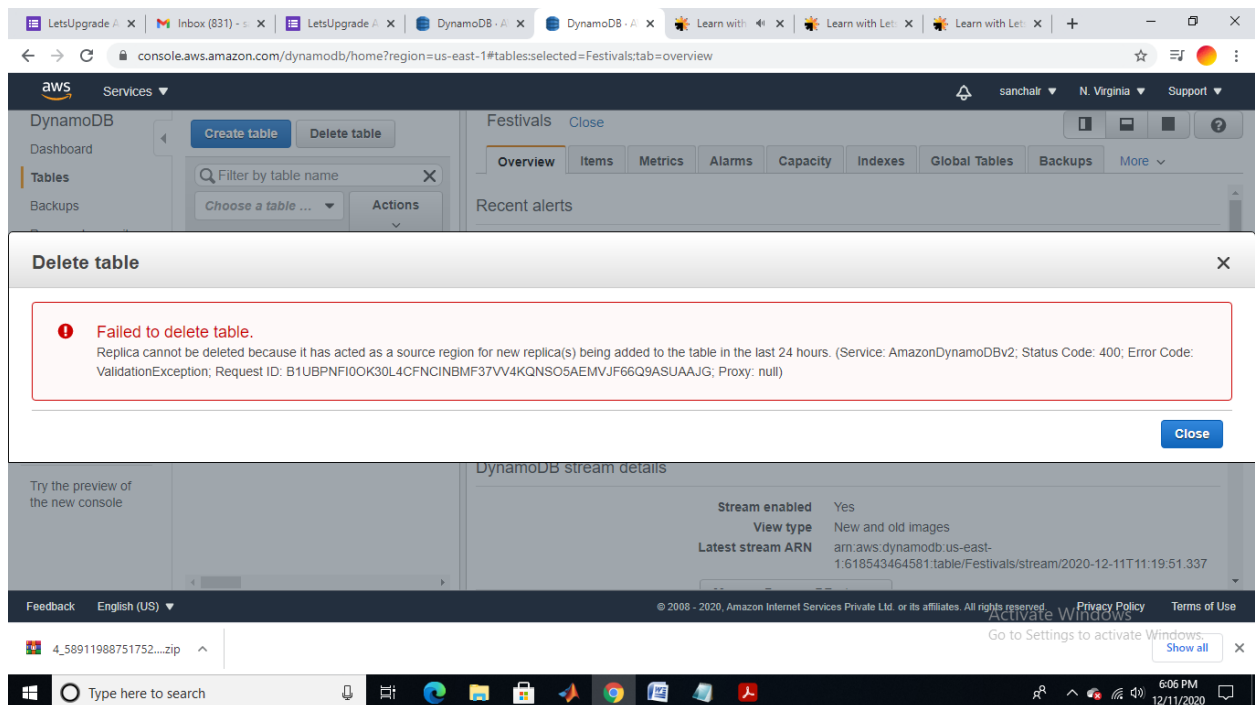 LetsUpgrade A
Inbox (831) - s
LetsUpgrade A
DynamoDB · A
DynamoDB · A
Learn with
Learn with Let
Learn with Let
console.aws.amazon.com/dynamodb/home?region=us-east-1#tables:selected=Festivals;tab=overview
aws
Services
sanchalr
N. Virginia
Support
DynamoDB
Dashboard
Tables
Backups
Create table
Delete table
Filter by table name
Choose a table ...
Actions
Festivals Close
Overview
Items
Metrics
Alarms
Capacity
Indexes
Global Tables
Backups
More
Recent alerts
Delete table
Failed to delete table.
Replica cannot be deleted because it has acted as a source region for new replica(s) being added to the table in the last 24 hours. (Service: AmazonDynamoDBv2; Status Code: 400; Error Code:
ValidationException; Request ID: B1UBPNFI0OK30L4CFNCINBMF37VV4KQNSO5AEMVJF66Q9ASUAAJG; Proxy: null)
Close
Try the preview of
the new console
DynamoDB stream details
Stream enabled Yes
View type New and old images
Latest stream ARN arn:aws:dynamodb:us-east-
1:618543464581:table/Festivals/stream/2020-12-11T11:19:51.337
Feedback
English (US)
© 2008 - 2020, Amazon Internet Services Private Ltd. or its affiliates. All rights reserved.
Privacy Policy
Terms of Use
Activate Windows
Go to Settings to activate Windows.
4_58911988751752....zip
Show all
Type here to search
6:06 PM
12/11/2020